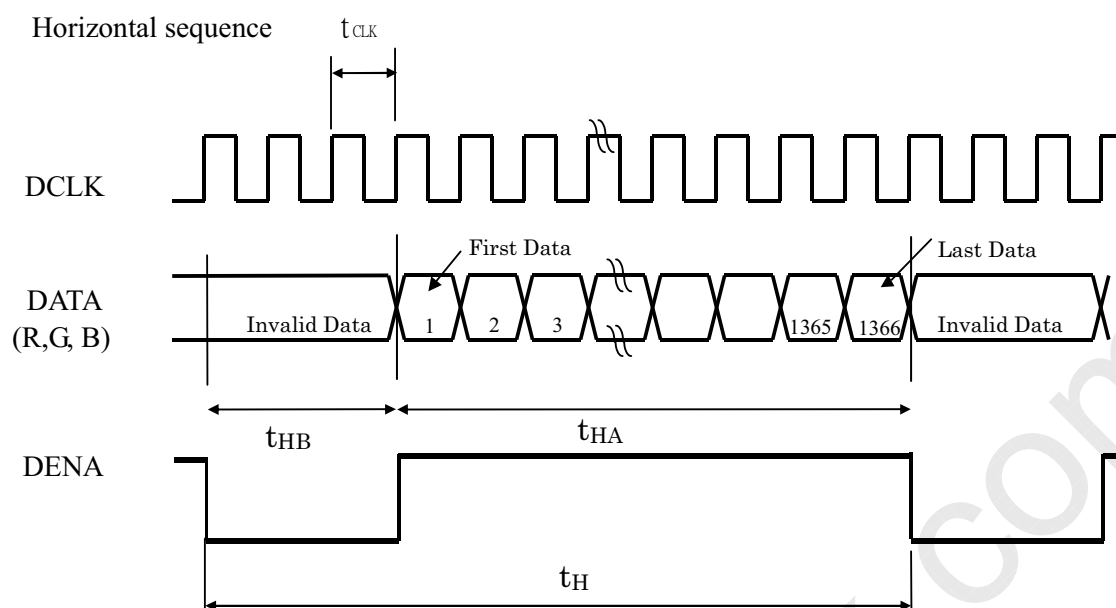 Horizontal sequence
tCLK
DCLK
First Data
Last Data
DATA
(R,G, B)
Invalid Data
1
2
3
1365
1366
Invalid Data
tHB
tHA
DENA
tH
com